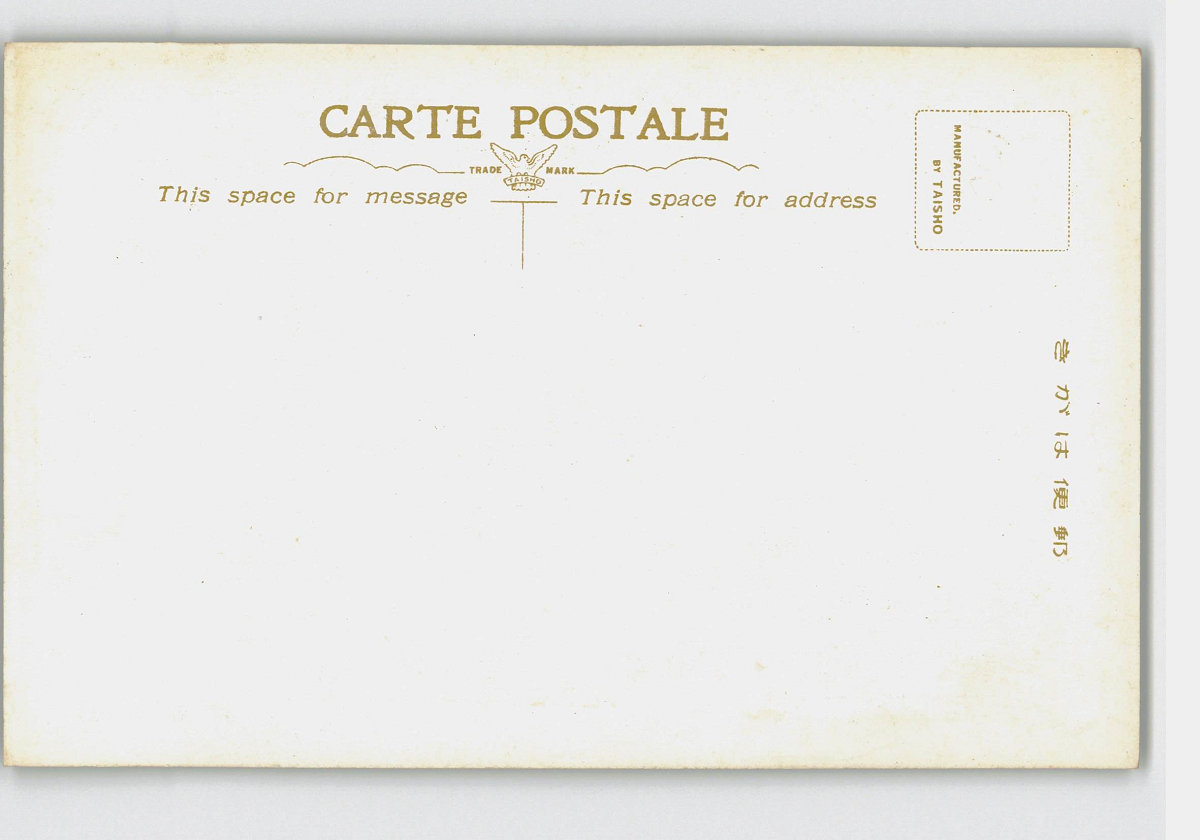 CARTE POSTALE
TRADE MARK
TAISHO
This space for message
This space for address
MANUFACTURED.
BY TAISHO
きがは便郵